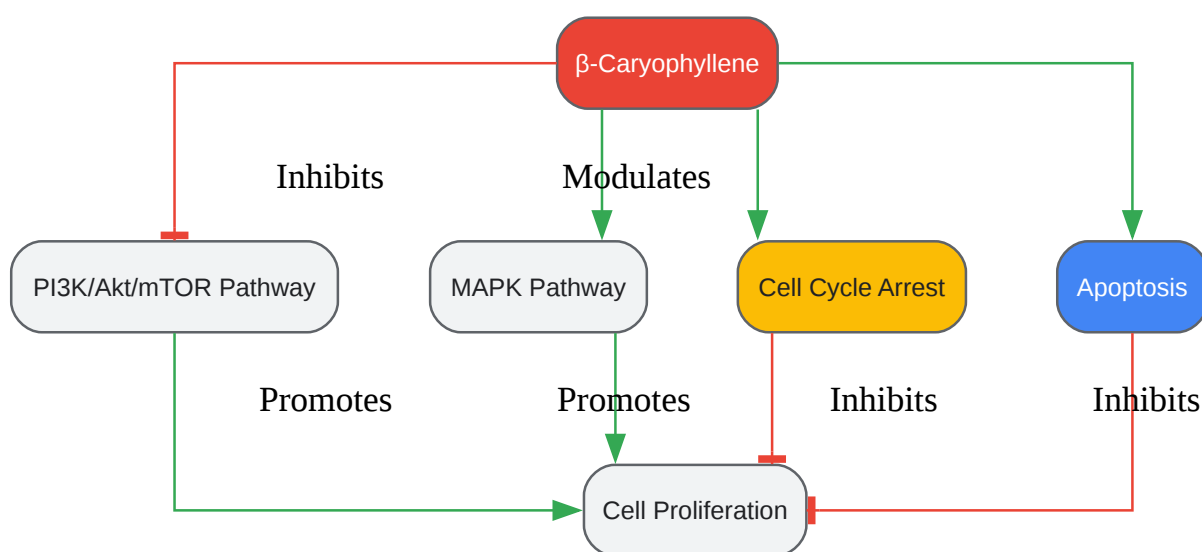 β-Caryophyllene
Inhibits
Modulates
PI3K/Akt/mTOR Pathway
MAPK Pathway
Cell Cycle Arrest
Apoptosis
Promotes
Promotes
Inhibits
Inhibits
Cell Proliferation